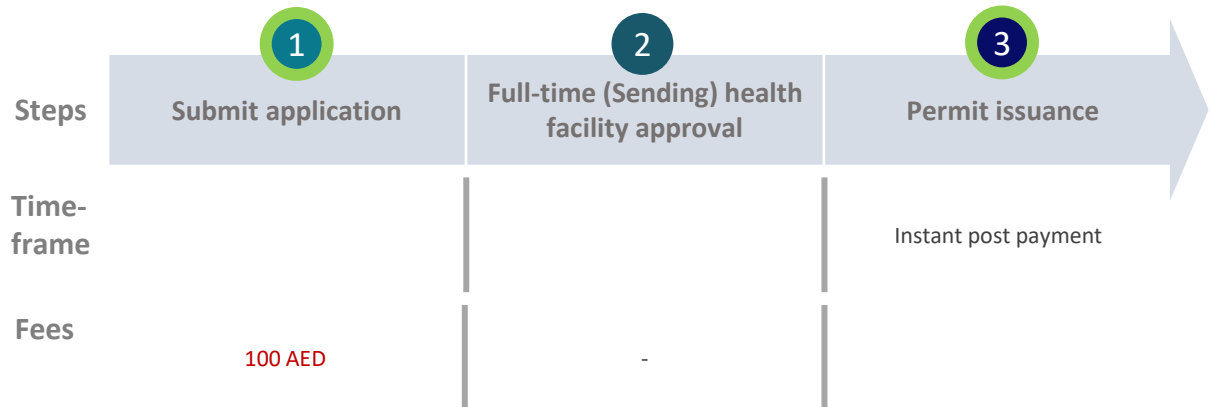 1
2
3
Steps
Submit application
Full-time (Sending) health
facility approval
Permit issuance
Time-
frame
Instant post payment
Fees
100 AED
-